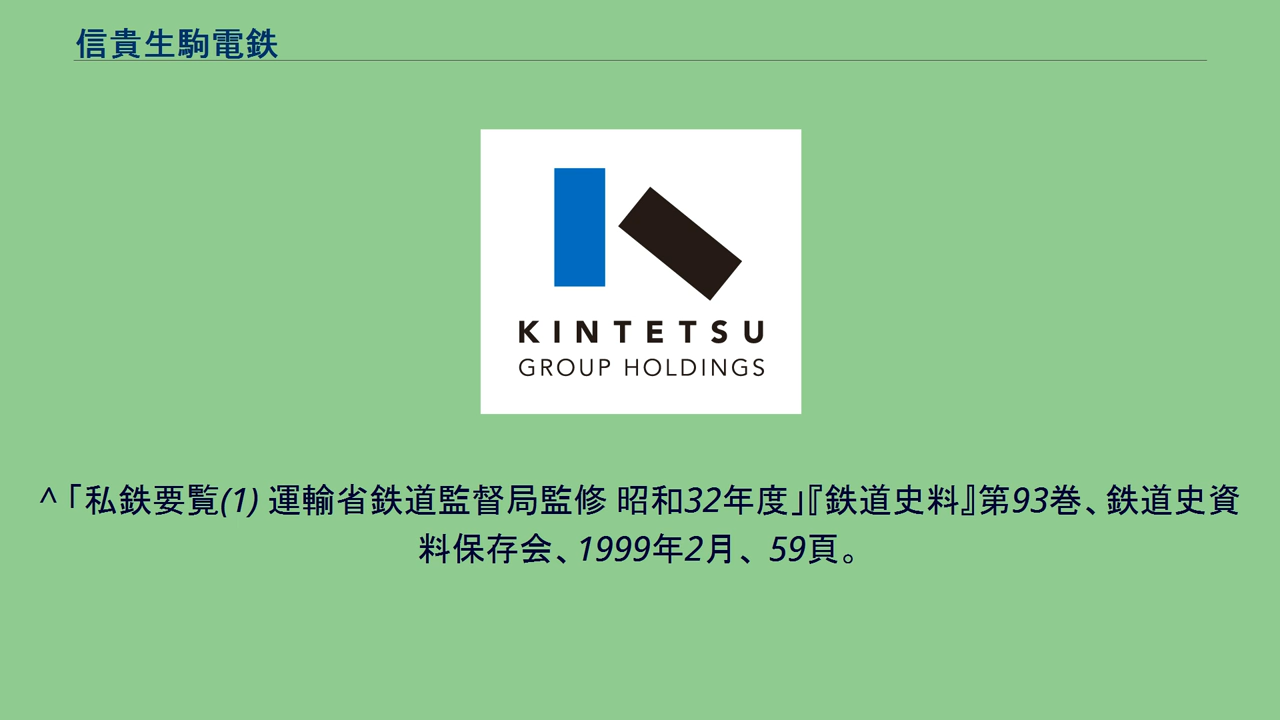 信貴生駒電鉄
KINTETSU
GROUP HOLDINGS
^「私鉄要覧(1) 運輸省鉄道監督局監修 昭和32年度」『鉄道史料』第93巻、鉄道史資
料保存会、1999年2月、 59頁。